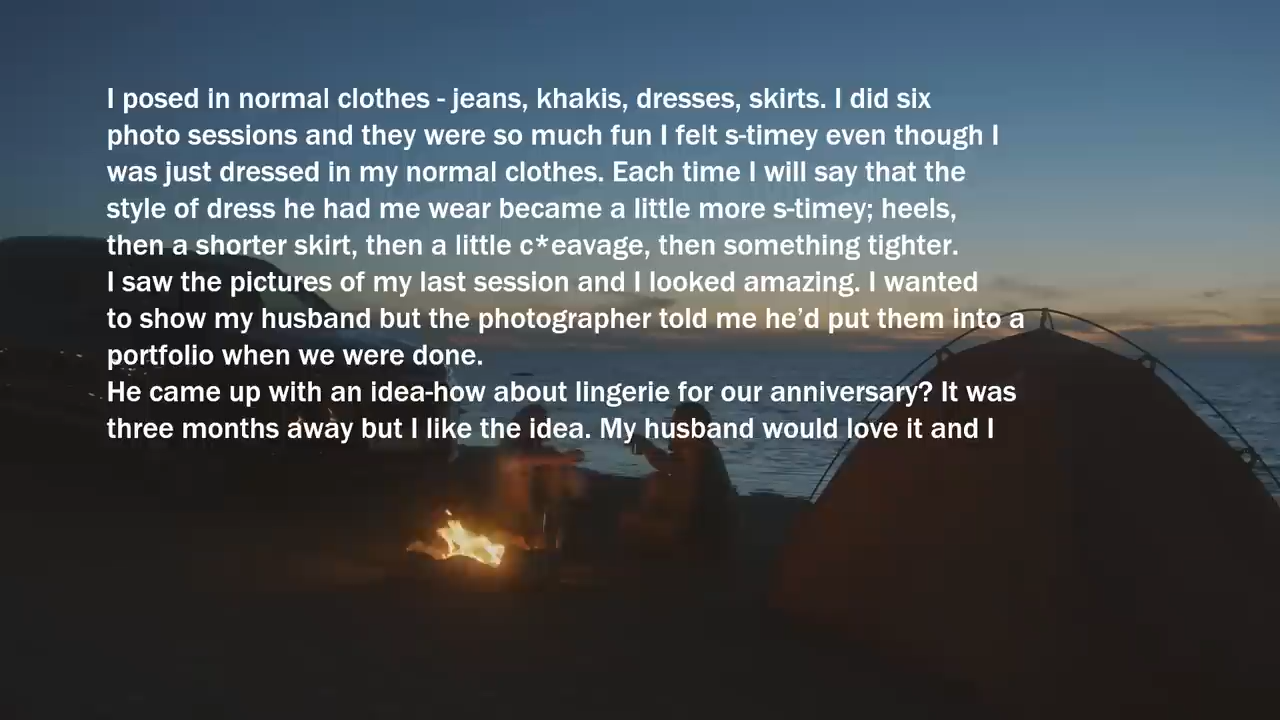 I posed in normal clothes - jeans, khakis, dresses, skirts. I did six
photo sessions and they were so much fun I felt s-timey even though I
was just dressed in my normal clothes. Each time I will say that the
style of dress he had me wear became a little more s-timey; heels,
then a shorter skirt, then a little c*eavage, then something tighter.
I saw the pictures of my last session and I looked amazing. I wanted
to show my husband but the photographer told me he’d put them into a
portfolio when we were done.
He came up with an idea-how about lingerie for our anniversary? It was
three months away but I like the idea. My husband would love it and I